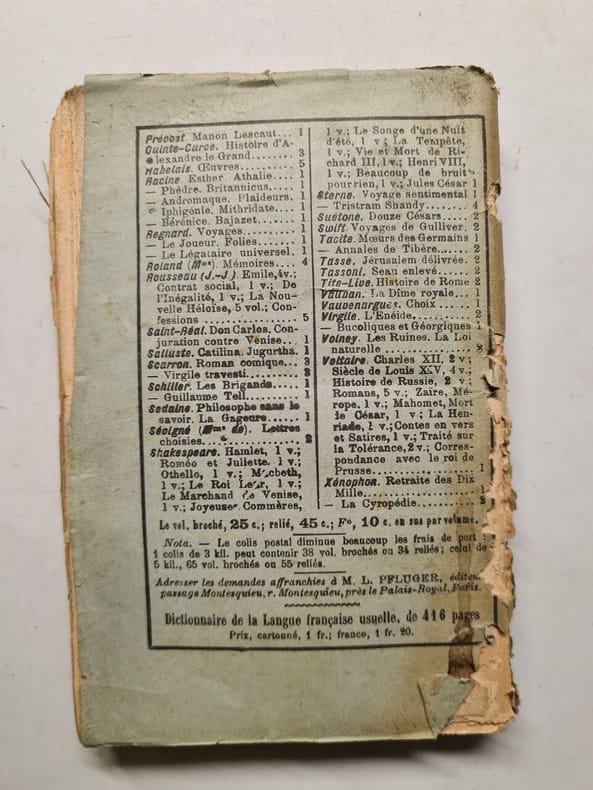 Prévost. Manon Lescaut... 1
Quinte-Curce. Histoire d'A-
lexandre le Grand....... 3
Rabelais. Œuvres......... 5
Racine. Esther. Athalie... 1
— Phèdre. Britannicus.... 1
— Andromaque. Plaideurs. 1
— Iphigénie. Mithridate... 1
— Bérénice. Bajazet...... 1
Regnard. Voyages........ 1
— Le Joueur. Folies...... 1
— Le Légataire universel. 1
Roland (Mme). Mémoires.... 4
Rousseau (J.-J.) Emile, 4v.;
Contrat social, 1 v.; De
l'Inégalité, 1 v.; La Nou-
velle Héloïse, 5 vol.; Con-
fessions ................ 5
Saint-Réal. Don Carlos. Con-
juration contre Venise... 1
Salluste. Catilina. Jugurtha. 1
Scarron. Roman comique... 3
— Virgile travesti........ 3
Schiller. Les Brigands..... 1
— Guillaume Tell......... 1
Sedaine. Philosophe sans le
savoir. La Gageure...... 1
Sévigné (Mme de). Lettres
choisies................ 2
Shakespeare. Hamlet, 1 v.;
Roméo et Juliette. 1 v.;
Othello, 1 v.; Macbeth,
1 v.; Le Roi Lear, 1 v.;
Le Marchand de Venise,
1 v.; Joyeuses Commères,
1 v.; Le Songe d'une Nuit
d'été, 1 v; La Tempête,
1 v.; Vie et Mort de Ri-
chard III, 1 v.; Henri VIII,
1 v.; Beaucoup de bruit
pour rien, 1 v.; Jules César 1
Sterne. Voyage sentimental 1
— Tristram Shandy....... 4
Suétone. Douze Césars..... 2
Swift. Voyages de Gulliver. 2
Tacite. Mœurs des Germains 1
— Annales de Tibère...... 2
Tasse. Jérusalem délivrée. 2
Tassoni. Seau enlevé...... 2
Tite-Live. Histoire de Rome 2
Vauban. La Dîme royale... 1
Vauvenargues. Choix ..... 1
Virgile. L'Enéide......... 2
— Bucoliques et Géorgiques 1
Volney. Les Ruines. La Loi
naturelle ..............
Voltaire. Charles XII, 2 v.;
Siècle de Louis XIV, 4 v.;
Histoire de Russie, 2 v.;
Romans, 5 v.; Zaïre, Mé-
rope, 1 v.; Mahomet, Mort
de César, 1 v.; La Hen-
riade, 1 v.; Contes en vers
et Satires, 1 v.; Traité sur
la Tolérance, 2 v.; Corres-
pondance avec le roi de
Prusse................. 1
Xénophon. Retraite des Dix
Mille.................. 1
— La Cyropédie.......... 2
Le vol. broché, 25 c.; relié, 45 c.; Fo, 10 c. en sus par volume.
Nota. — Le colis postal diminue beaucoup les frais de port:
1 colis de 3 kil. peut contenir 38 vol. brochés ou 34 reliés; celui de
5 kil., 65 vol. brochés ou 55 reliés.
Adresser les demandes affranchies à M. L. PFLUGER, éditeur
passage Montesquieu, r. Montesquieu, près le Palais-Royal, Paris.
Dictionnaire de la Langue française usuelle, de 416 pages
Prix, cartonné, 1 fr.; franco, 1 fr. 20.